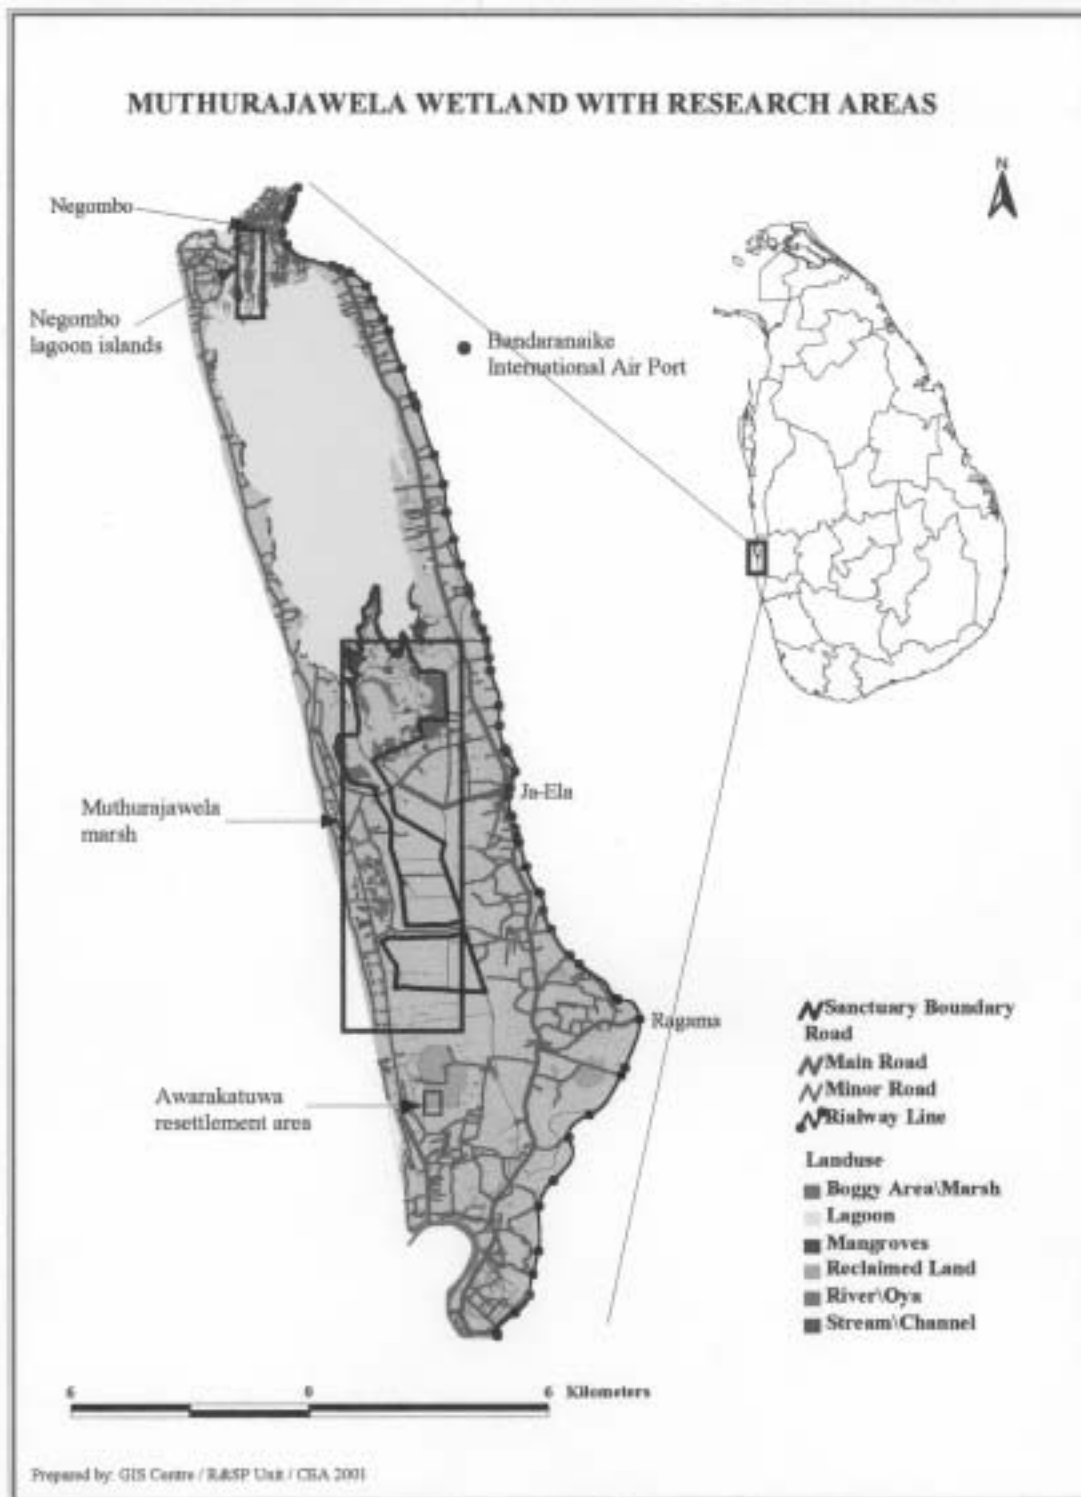 MUTHURAJAWELA WETLAND WITH RESEARCH AREAS
N
Negombo
Negombo
lagoon islands
Bandaranaike
International Air Port
Muthurajawela
marsh
Ja-Ela
Ragama
Awarakatuwa
resettlement area
Sanctuary Boundary
Road
Main Road
Minor Road
Rialway Line
Landuse
Boggy Area\Marsh
Lagoon
Mangroves
Reclaimed Land
River\Oya
Stream\Channel
6 0 6 Kilometers
Prepared by: GIS Centre / R&SP Unit / CEA 2001